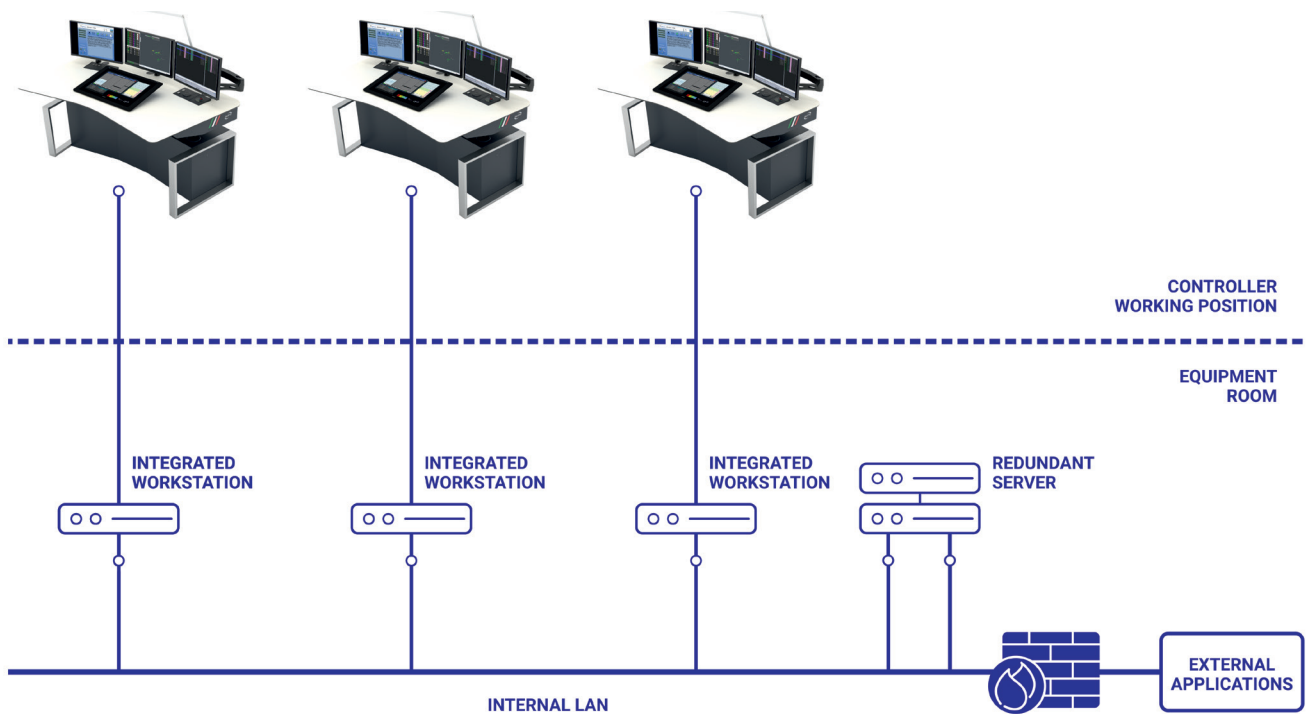 CONTROLLER
WORKING POSITION
EQUIPMENT
ROOM
INTEGRATED
WORKSTATION
INTEGRATED
WORKSTATION
INTEGRATED
WORKSTATION
REDUNDANT
SERVER
EXTERNAL
APPLICATIONS
INTERNAL LAN